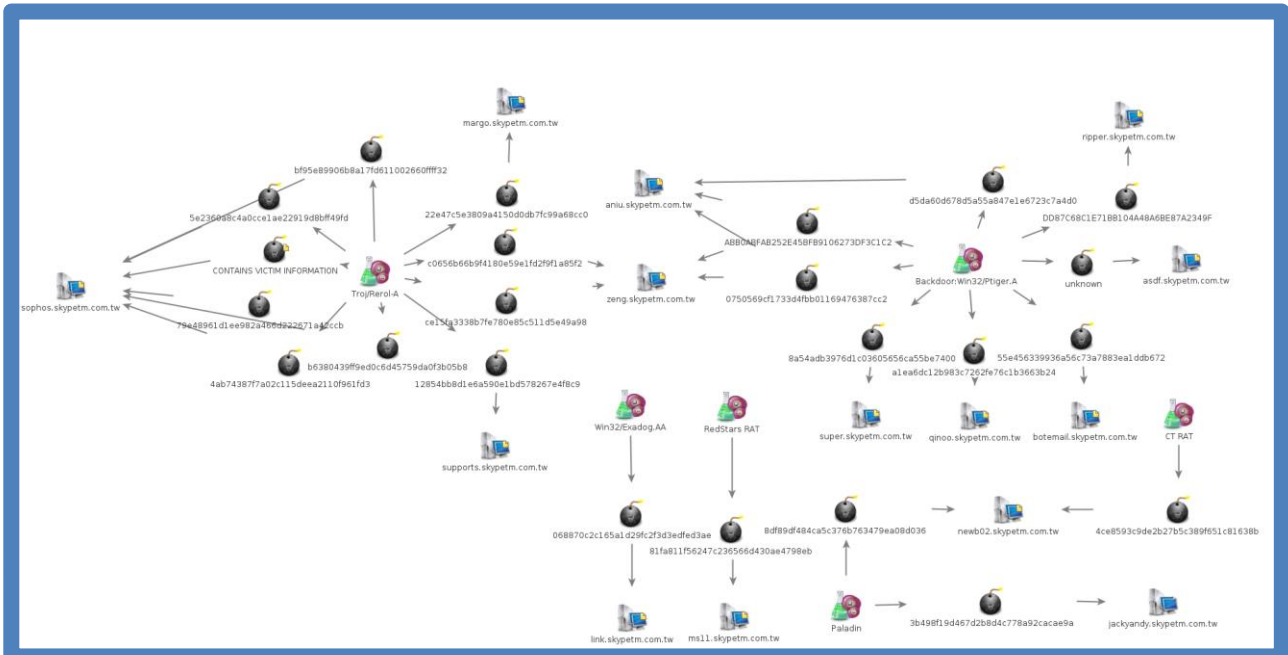 margo.skypetm.com.tw
ripper.skypetm.com.tw
bf95e89906b8a17fd611002660ffff32
5e2360a8c4a0cce1ae22919d8bff49fd
22e47c5e3809a4150d0db7fc99a68cc0
aniu.skypetm.com.tw
d5da60d678d5a55a847e1e6723c7a4d0
DD87C68C1E71BB104A48A6BE87A2349F
ABB0ABFAB252E45BFB9106273DF3C1C2
CONTAINS VICTIM INFORMATION
c0656b66b9f4180e59e1fd2f9f1a85f2
Troj/Rerol-A
zeng.skypetm.com.tw
0750569cf1733d4fbb01169476387cc2
Backdoor:Win32/Ptiger.A
unknown
asdf.skypetm.com.tw
sophos.skypetm.com.tw
ce15fa3338b7fe780e85c511d5e49a98
8a54adb3976d1c03605656ca55be7400
55e456339936a56c73a7883ea1ddb672
b6380439ff9ed0c6d45759da0f3b05b8
a1ea6dc12b983c7262fe76c1b3663b24
4ab74387f7a02c115deea2110f961fd3
12854bb8d1e6a590e1bd578267e4f8c9
Win32/Exadog.AA
RedStars RAT
super.skypetm.com.tw
qinoo.skypetm.com.tw
botemail.skypetm.com.tw
CT RAT
supports.skypetm.com.tw
068870c2c165a1d29fc2f3d3edfed3ae
8df89df484ca5c376b763479ea08d036
newb02.skypetm.com.tw
4ce8593c9de2b27b5c389f651c81638b
81fa811f56247c236566d430ae4798eb
link.skypetm.com.tw
ms11.skypetm.com.tw
Paladin
3b498f19d467d2b8d4c778a92cacae9a
jackyandy.skypetm.com.tw